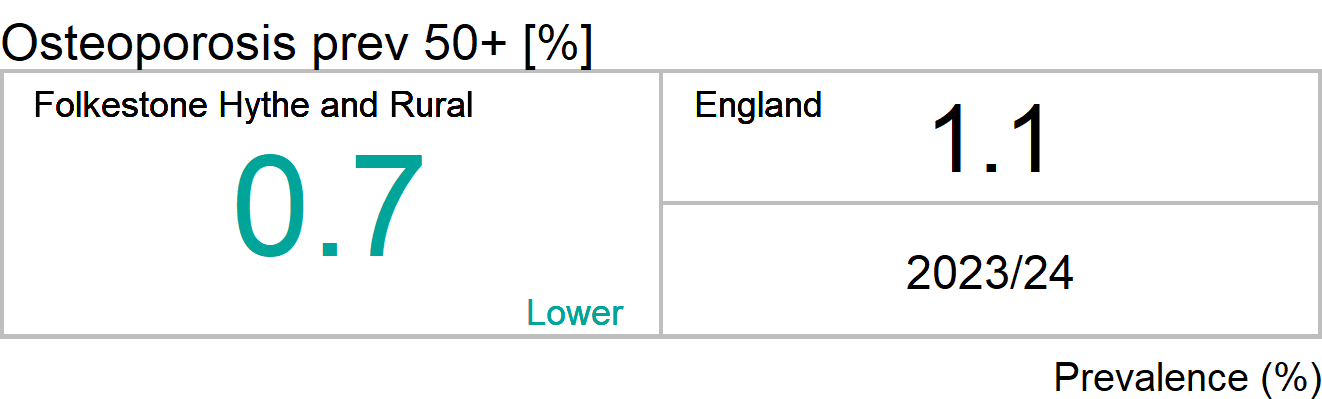 Osteoporosis prev 50+ [%]
Folkestone Hythe and Rural
0.7
Lower
England
1.1
2023/24
Prevalence (%)